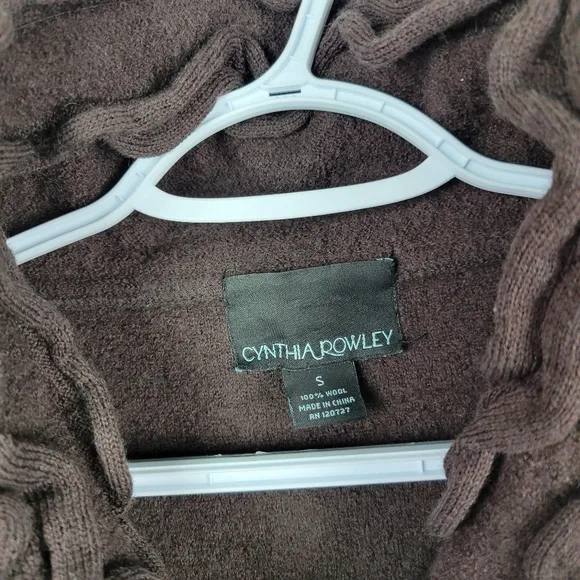 CYNTHIA ROWLEY
S
100% WOOL
MADE IN CHINA
RN 120727